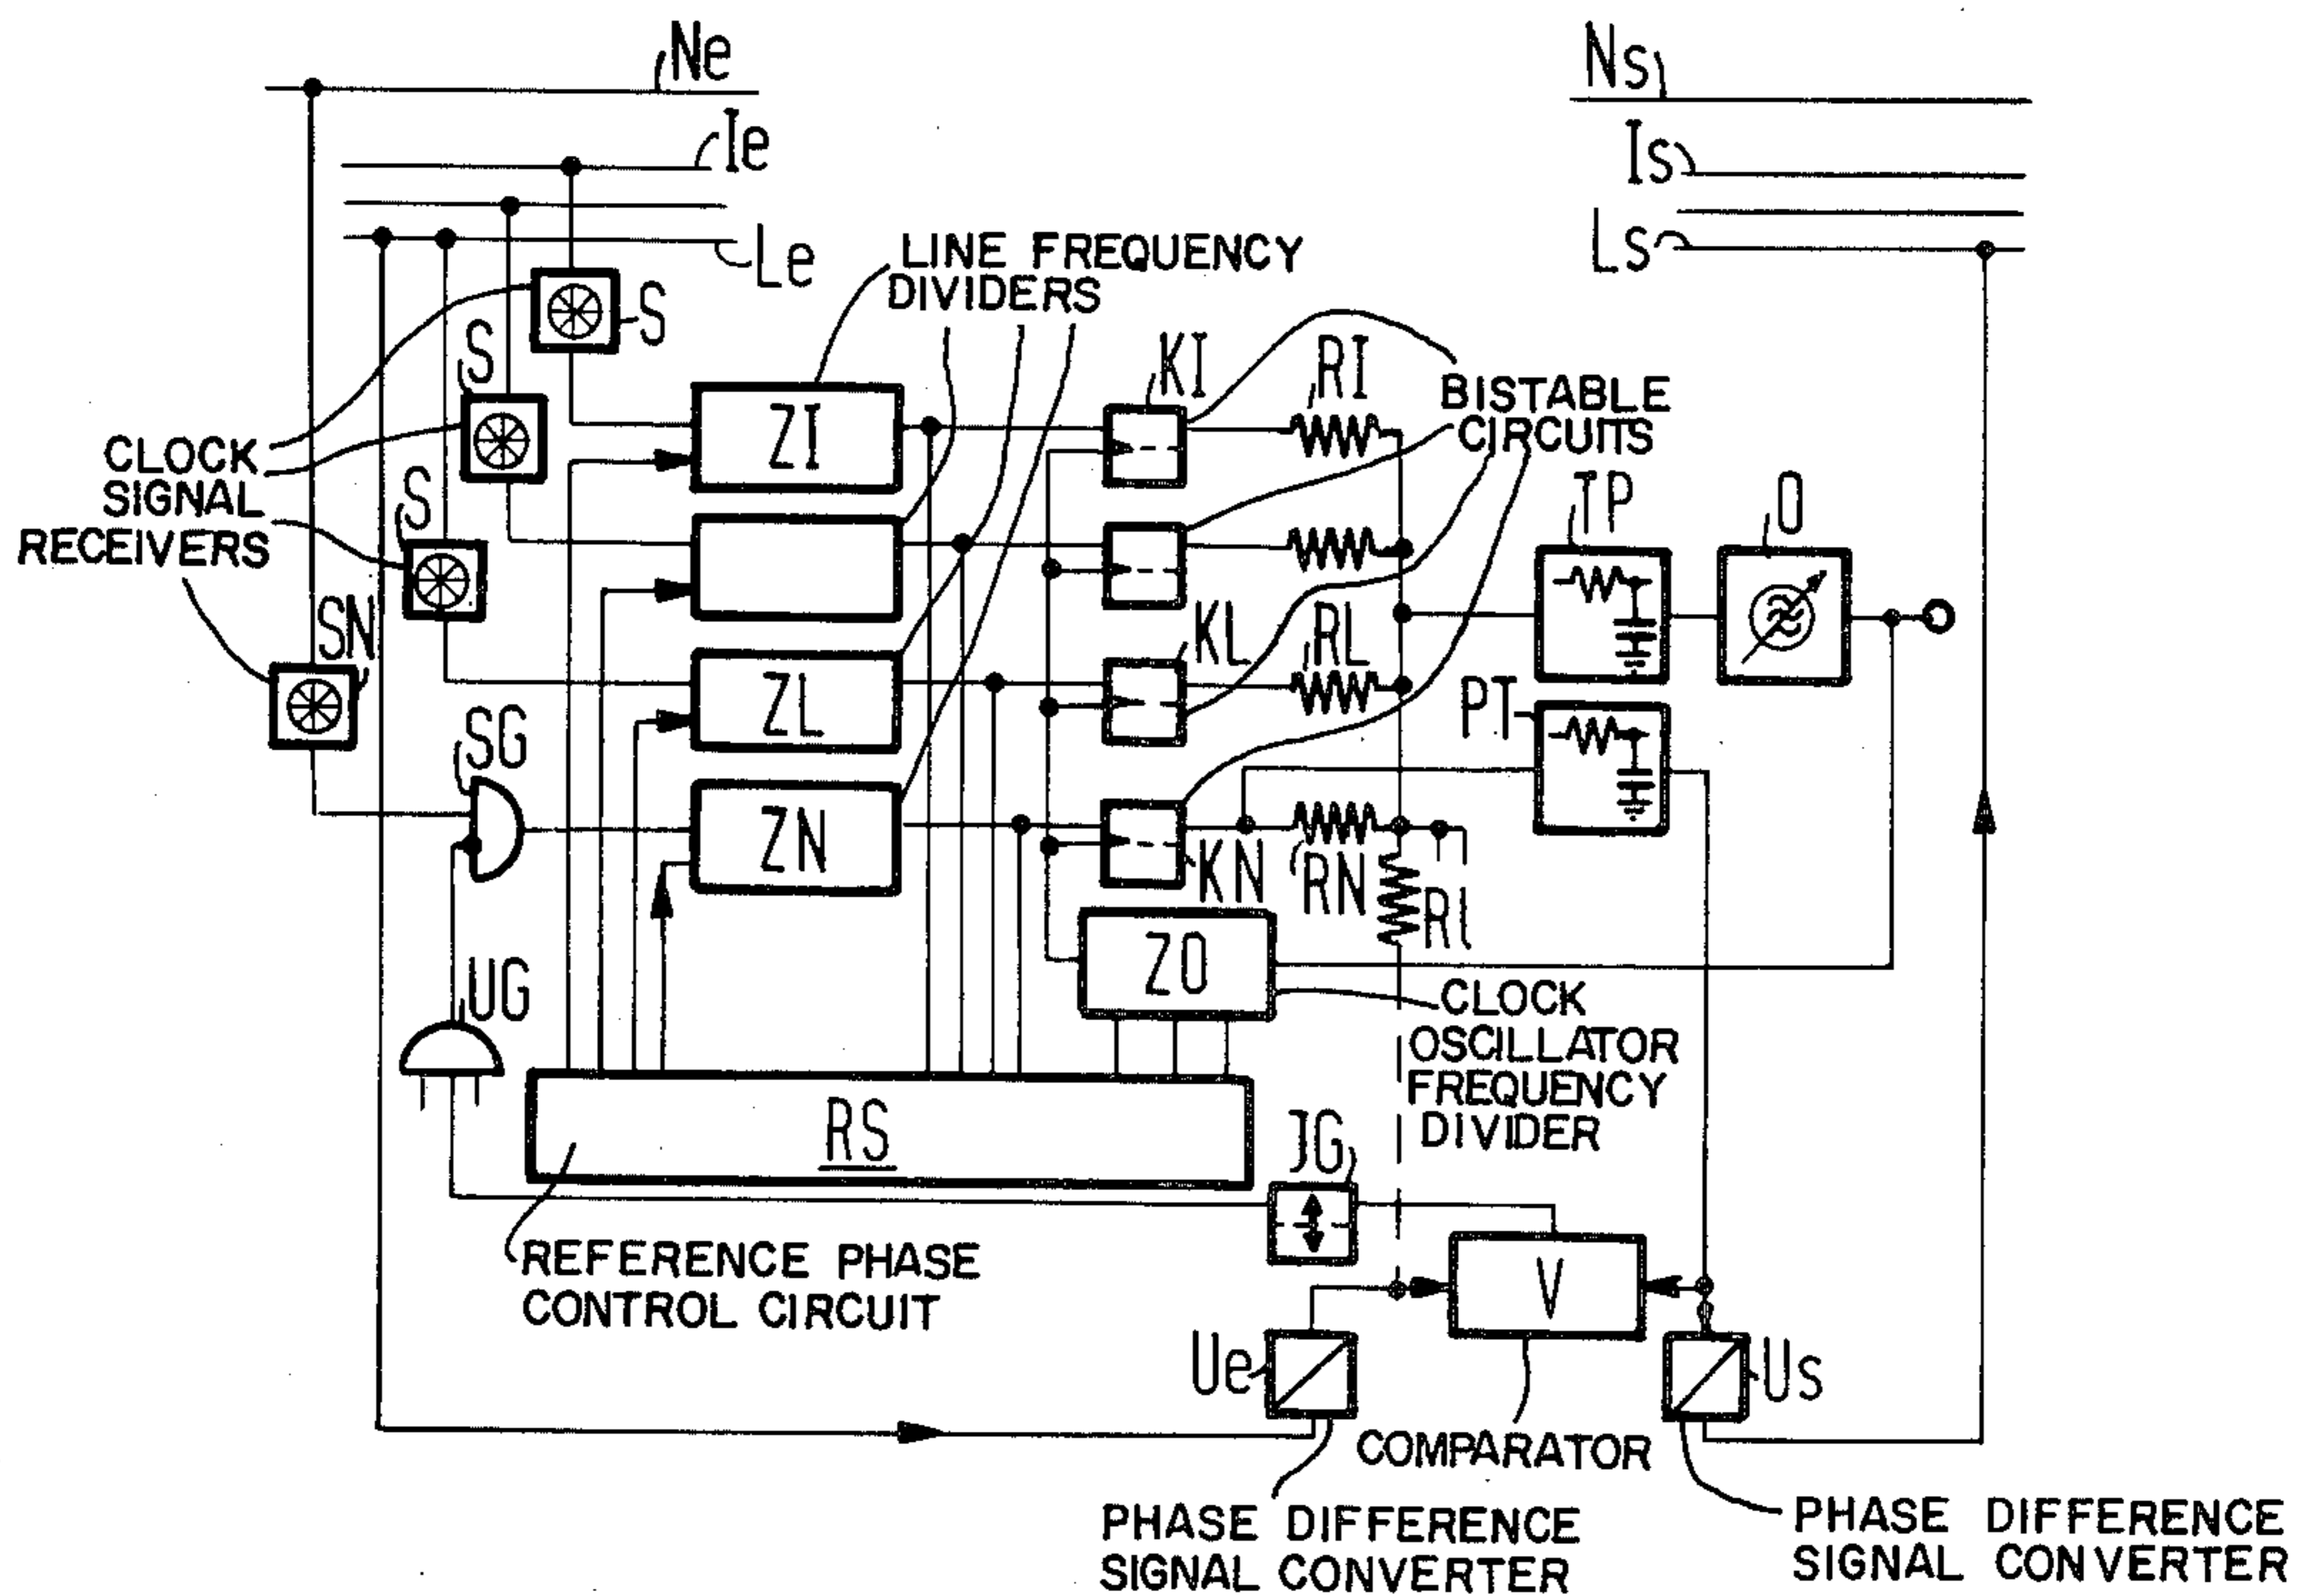 Ne
Ns
Ie
Is
Le
Ls
LINE FREQUENCY
DIVIDERS
S
S
S
SN
CLOCK
SIGNAL
RECEIVERS
KI
RI
BISTABLE
CIRCUITS
ZI
TP
O
KL
RL
ZL
PT
SG
ZN
KN
RN
R1
ZO
UG
CLOCK
OSCILLATOR
FREQUENCY
DIVIDER
RS
JG
REFERENCE PHASE
CONTROL CIRCUIT
V
Ue
Us
COMPARATOR
PHASE DIFFERENCE
SIGNAL CONVERTER
PHASE DIFFERENCE
SIGNAL CONVERTER